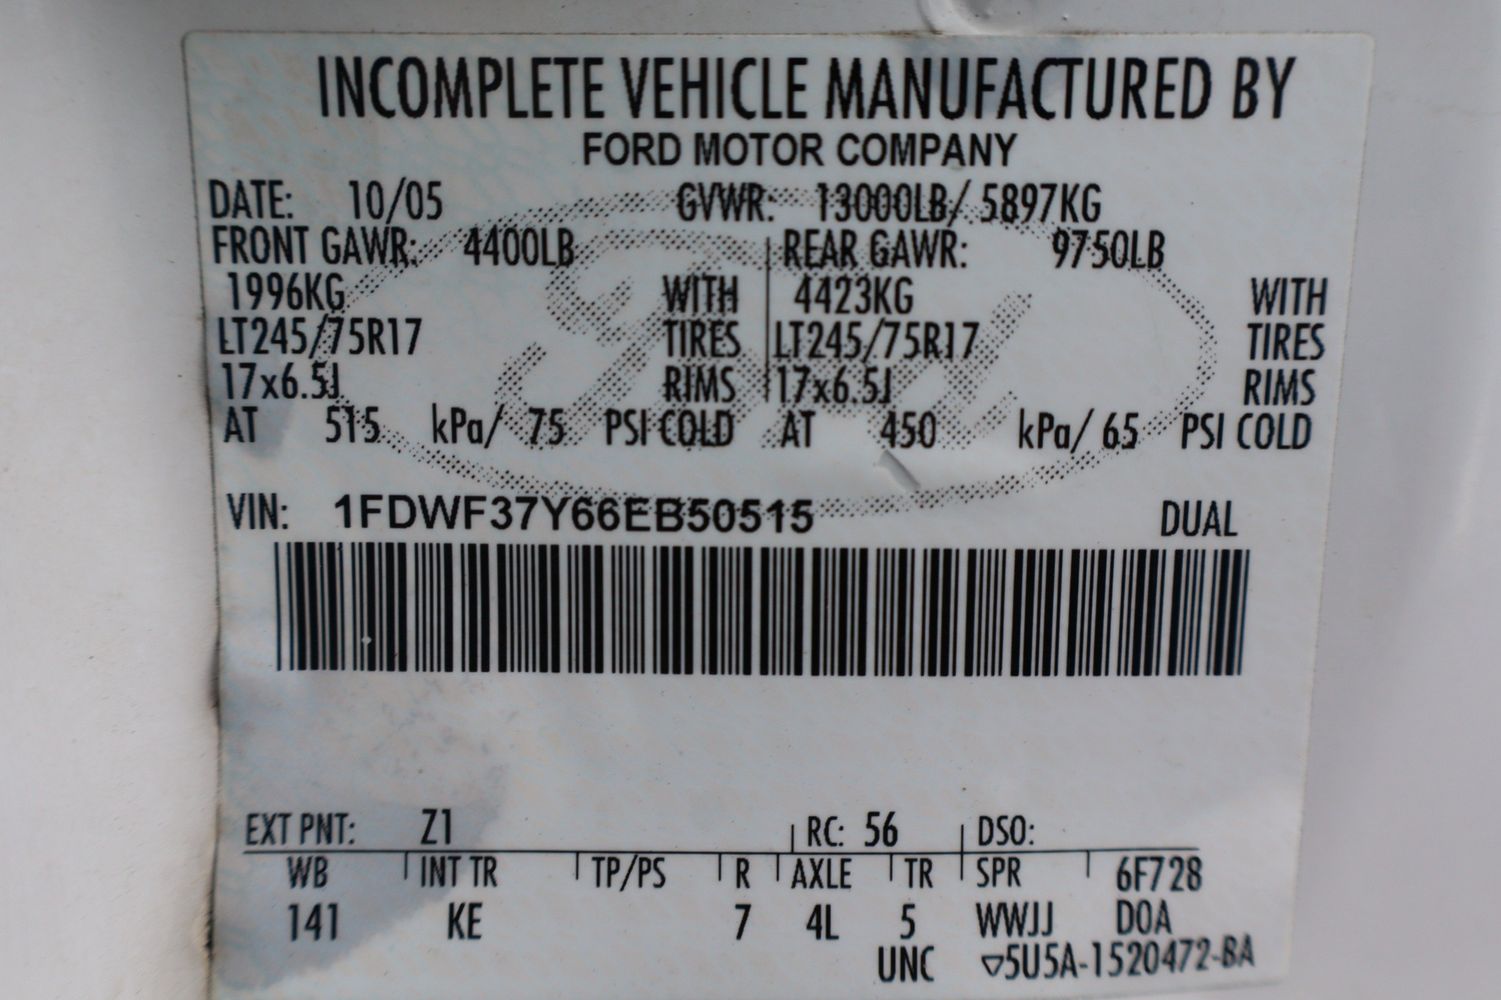 INCOMPLETE VEHICLE MANUFACTURED BY
FORD MOTOR COMPANY
DATE: 10/05 GVWR: 13000LB/ 5897KG
FRONT GAWR: 4400LB REAR GAWR: 9750LB
1996KG WITH 4423KG WITH
LT245/75R17 TIRES LT245/75R17 TIRES
17x6.5J RIMS 17x6.5J RIMS
AT 515 kPa/ 75 PSI COLD AT 450 kPa/ 65 PSI COLD
VIN: 1FDWF37Y66EB50515 DUAL
EXT PNT: Z1 RC: 56 DSO:
WB INT TR TP/PS R AXLE TR SPR 6F728
141 KE 7 4L 5 WWJJ DOA
UNC ▽5U5A-1520472-BA
Ford